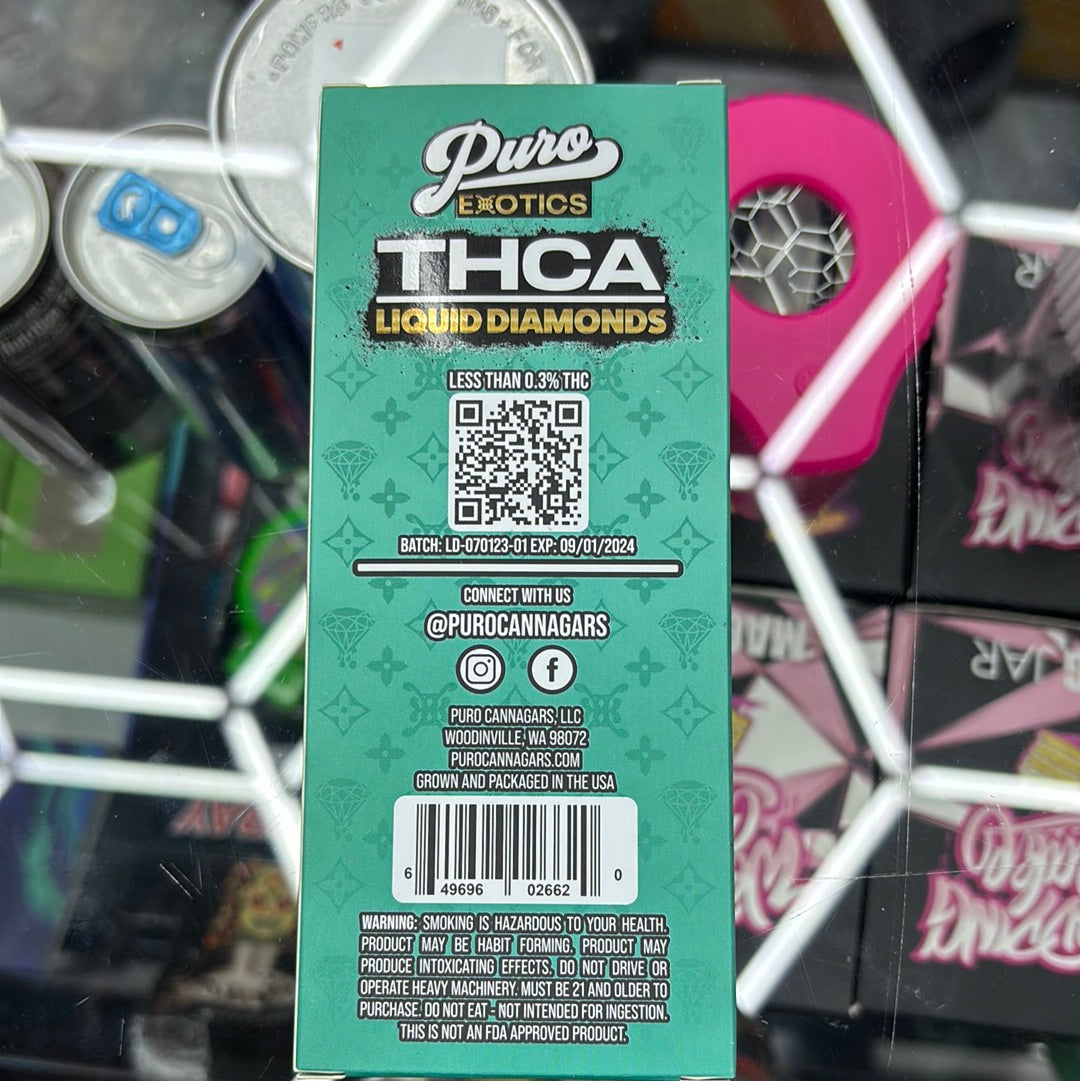 Puro
EXOTICS
THCA
LIQUID DIAMONDS
LESS THAN 0.3% THC
BATCH: LD-070123-01 EXP: 09/01/2024
CONNECT WITH US
@PUROCANNAGARS
PURO CANNAGARS, LLC
WOODINVILLE, WA 98072
PUROCANNAGARS.COM
GROWN AND PACKAGED IN THE USA
6 49696 02662 0
WARNING: SMOKING IS HAZARDOUS TO YOUR HEALTH.
PRODUCT MAY BE HABIT FORMING. PRODUCT MAY
PRODUCE INTOXICATING EFFECTS. DO NOT DRIVE OR
OPERATE HEAVY MACHINERY. MUST BE 21 AND OLDER TO
PURCHASE. DO NOT EAT - NOT INTENDED FOR INGESTION.
THIS IS NOT AN FDA APPROVED PRODUCT.
JAR